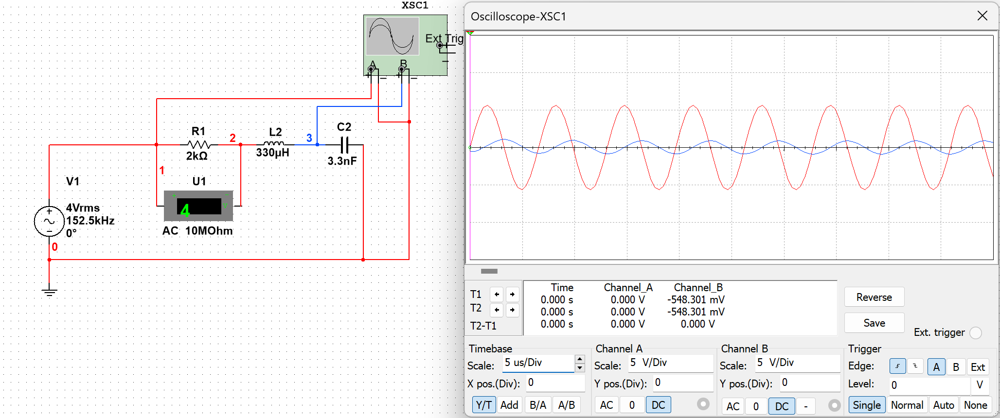 XSC1
Ext Trig
+
−
A
B
+
−
+
−
R1
2kΩ
2
L2
330µH
3
C2
3.3nF
1
U1
+
−
4
V
AC 10MOhm
V1
+
−
4Vrms
152.5kHz
0°
0
Oscilloscope-XSC1
Time Channel_A Channel_B
T1 0.000 s 0.000 V -548.301 mV
T2 0.000 s 0.000 V -548.301 mV
T2-T1 0.000 s 0.000 V 0.000 V
Reverse
Save
Ext. trigger
Timebase
Scale: 5 us/Div
X pos.(Div): 0
Y/T Add B/A A/B
Channel A
Scale: 5 V/Div
Y pos.(Div): 0
AC 0 DC
Channel B
Scale: 5 V/Div
Y pos.(Div): 0
AC 0 DC -
Trigger
Edge: A B Ext
Level: 0 V
Single Normal Auto None